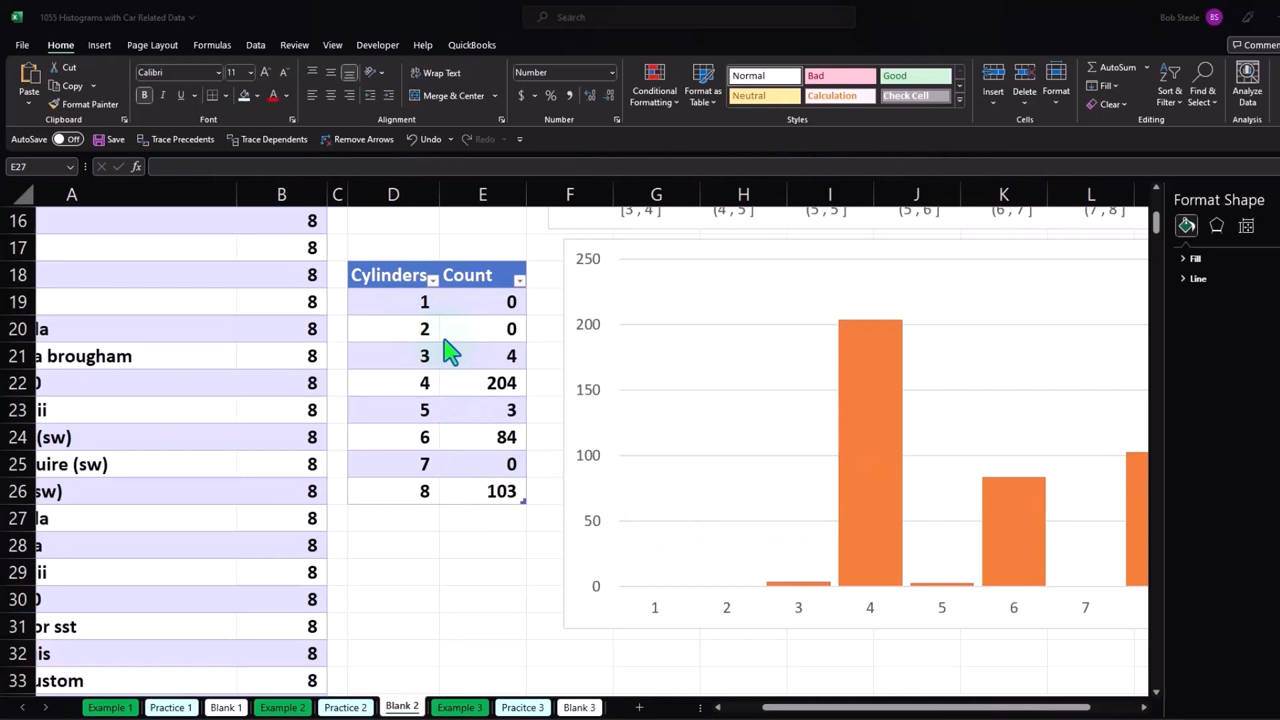 1055 Histograms with Car Related Data
Search
Bob Steele BS
File Home Insert Page Layout Formulas Data Review View Developer Help QuickBooks
Paste
Cut
Copy
Format Painter
Clipboard
Calibri 11
Font
Wrap Text
Merge & Center
Alignment
Number
Number
Conditional Formatting
Format as Table
Normal Bad Good
Neutral Calculation Check Cell
Styles
Insert Delete Format
Cells
AutoSum
Fill
Clear
Sort & Filter
Find & Select
Editing
Analyze Data
Analysis
AutoSave Off Save Trace Precedents Trace Dependents Remove Arrows Undo Redo
E27 fx
Format Shape
Fill
Line
A B C D E F G H I J K L
16 8 [3,4] (4,5] (5,5] (5,6] (6,7] (7,8]
17 8
18 8 Cylinders Count
19 8 1 0
20 la 8 2 0
21 a brougham 8 3 4
22 0 8 4 204
23 ii 8 5 3
24 (sw) 8 6 84
25 uire (sw) 8 7 0
26 sw) 8 8 103
27 la 8
28 a 8
29 ii 8
30 0 8
31 or sst 8
32 is 8
33 ustom 8
250
200
150
100
50
0
1 2 3 4 5 6 7
Example 1 Practice 1 Blank 1 Example 2 Practice 2 Blank 2 Example 3 Pracitce 3 Blank 3